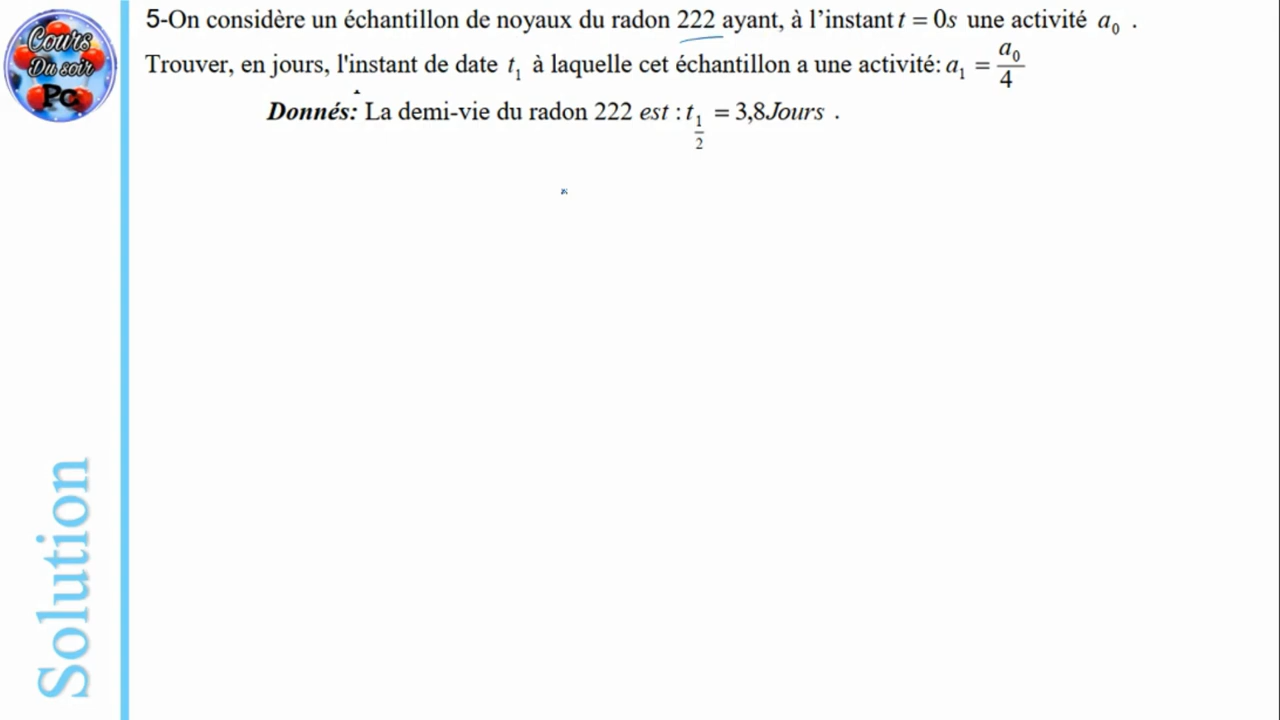 Cours
Du soir
PC
5-On considère un échantillon de noyaux du radon 222 ayant, à l’instant t = 0s une activité a₀ .
Trouver, en jours, l'instant de date t₁ à laquelle cet échantillon a une activité: a₁ = a₀/4
Donnés: La demi-vie du radon 222 est : t_(1/2) = 3,8Jours .
Solution